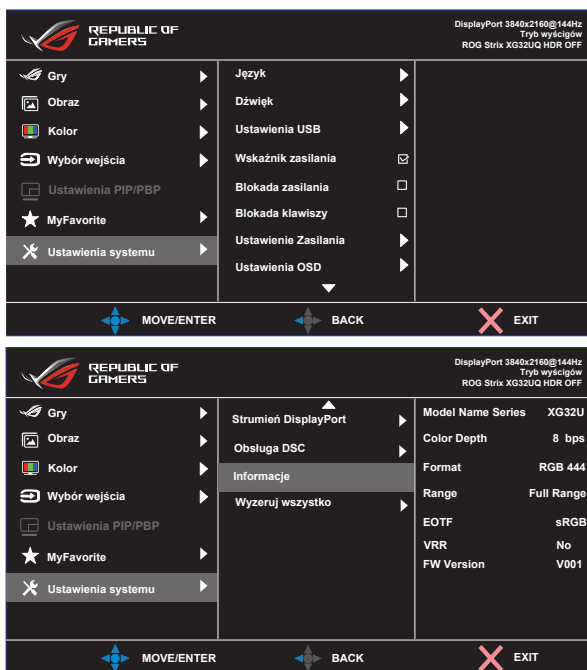 REPUBLIC OF
GAMERS
DisplayPort 3840x2160@144Hz
Tryb wyścigów
ROG Strix XG32UQ HDR OFF
Gry
Obraz
Kolor
Wybór wejścia
Ustawienia PIP/PBP
MyFavorite
Ustawienia systemu
Język
Dźwięk
Ustawienia USB
Wskaźnik zasilania
Blokada zasilania
Blokada klawiszy
Ustawienie Zasilania
Ustawienia OSD
MOVE/ENTER
BACK
EXIT
REPUBLIC OF
GAMERS
DisplayPort 3840x2160@144Hz
Tryb wyścigów
ROG Strix XG32UQ HDR OFF
Gry
Obraz
Kolor
Wybór wejścia
Ustawienia PIP/PBP
MyFavorite
Ustawienia systemu
Strumień DisplayPort
Obsługa DSC
Informacje
Wyzeruj wszystko
Model Name Series XG32U
Color Depth 8 bps
Format RGB 444
Range Full Range
EOTF sRGB
VRR No
FW Version V001
MOVE/ENTER
BACK
EXIT